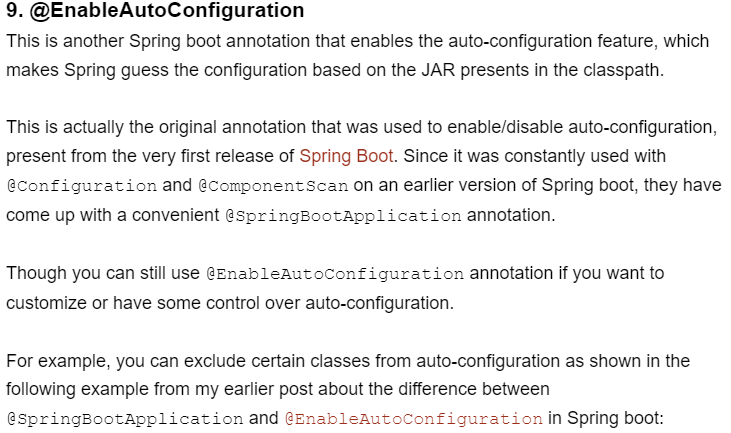 9. @EnableAutoConfiguration
This is another Spring boot annotation that enables the auto-configuration feature, which
makes Spring guess the configuration based on the JAR presents in the classpath.
This is actually the original annotation that was used to enable/disable auto-configuration,
present from the very first release of Spring Boot. Since it was constantly used with
@Configuration and @ComponentScan on an earlier version of Spring boot, they have
come up with a convenient @SpringBootApplication annotation.
Though you can still use @EnableAutoConfiguration annotation if you want to
customize or have some control over auto-configuration.
For example, you can exclude certain classes from auto-configuration as shown in the
following example from my earlier post about the difference between
@SpringBootApplication and @EnableAutoConfiguration in Spring boot: